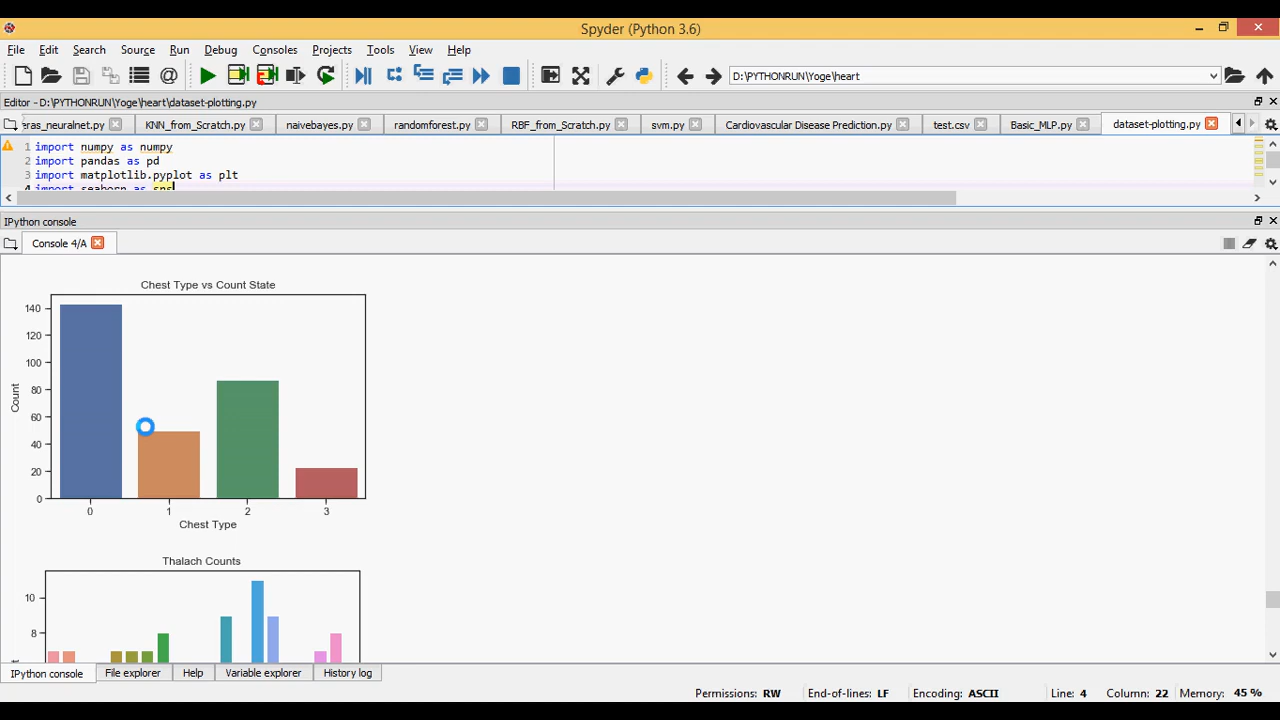 Spyder (Python 3.6)
File Edit Search Source Run Debug Consoles Projects Tools View Help
D:\PYTHONRUN\Yoge\heart
Editor - D:\PYTHONRUN\Yoge\heart\dataset-plotting.py
eras_neuralnet.py KNN_from_Scratch.py naivebayes.py randomforest.py RBF_from_Scratch.py svm.py Cardiovascular Disease Prediction.py test.csv Basic_MLP.py dataset-plotting.py
1 import numpy as numpy
2 import pandas as pd
3 import matplotlib.pyplot as plt
4 import seaborn as sns
IPython console
Console 4/A
Chest Type vs Count State
140
120
100
80
60
40
20
0
Count
0 1 2 3
Chest Type
Thalach Counts
10
8
IPython console File explorer Help Variable explorer History log
Permissions: RW End-of-lines: LF Encoding: ASCII Line: 4 Column: 22 Memory: 45 %